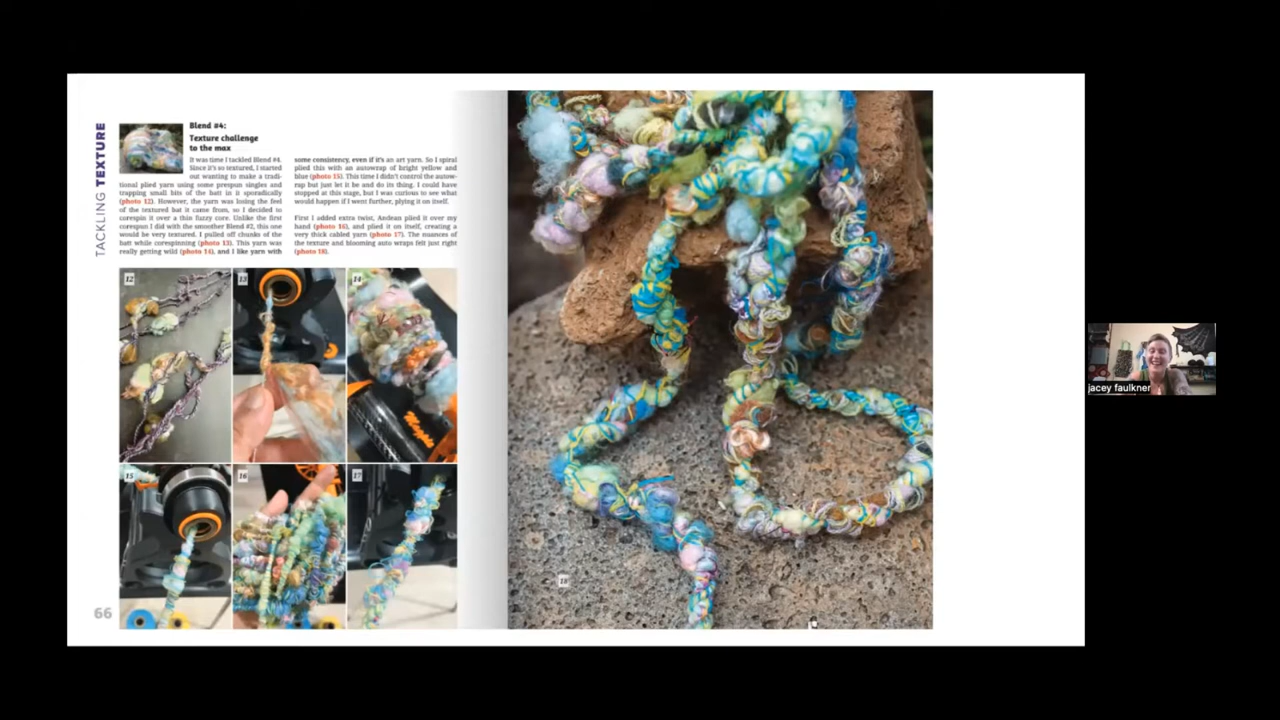 TACKLING TEXTURE
Blend #4:
Texture challenge
to the max
It was time I tackled Blend #4.
Since it's so textured, I started
out wanting to make a tradi-
tional plied yarn using some prespun singles and
trapping small bits of the batt in it sporadically
(photo 12). However, the yarn was losing the feel
of the textured bat it came from, so I decided to
corespin it over a thin fuzzy core. Unlike the first
corespun I did with the smoother Blend #2, this one
would be very textured. I pulled off chunks of the
batt while corespinning (photo 13). This yarn was
really getting wild (photo 14), and I like yarn with
some consistency, even if it's an art yarn. So I spiral
plied this with an autowrap of bright yellow and
blue (photo 15). This time I didn't control the autow-
rap but just let it be and do its thing. I could have
stopped at this stage, but I was curious to see what
would happen if I went further, plying it on itself.
First I added extra twist, Andean plied it over my
hand (photo 16), and plied it on itself, creating a
very thick cabled yarn (photo 17). The nuances of
the texture and blooming auto wraps felt just right
(photo 18).
12
13
14
Magpie
15
16
17
18
66
jacey faulkner